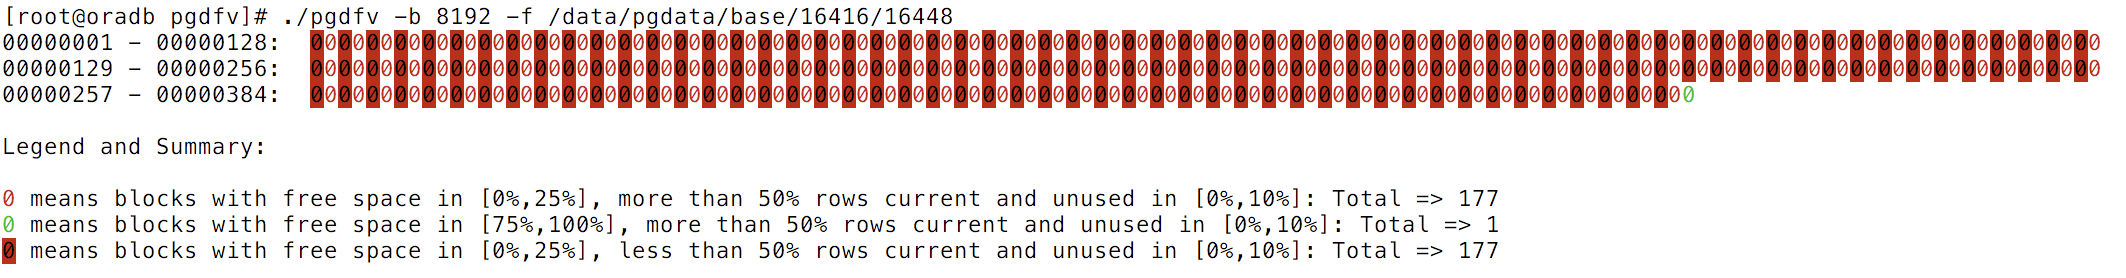 [root@oradb pgdfv]# ./pgdfv -b 8192 -f /data/pgdata/base/16416/16448
00000001 - 00000128: 00000000000000000000000000000000000000000000000000000000000000000000000000000000000000000000000000000000000000000000000000000000
00000129 - 00000256: 00000000000000000000000000000000000000000000000000000000000000000000000000000000000000000000000000000000000000000000000000000000
00000257 - 00000384: 000000000000000000000000000000000000000000000000000000000000000000000000000000000000000000000000000
Legend and Summary:
0 means blocks with free space in [0%,25%], more than 50% rows current and unused in [0%,10%]: Total => 177
0 means blocks with free space in [75%,100%], more than 50% rows current and unused in [0%,10%]: Total => 1
0 means blocks with free space in [0%,25%], less than 50% rows current and unused in [0%,10%]: Total => 177